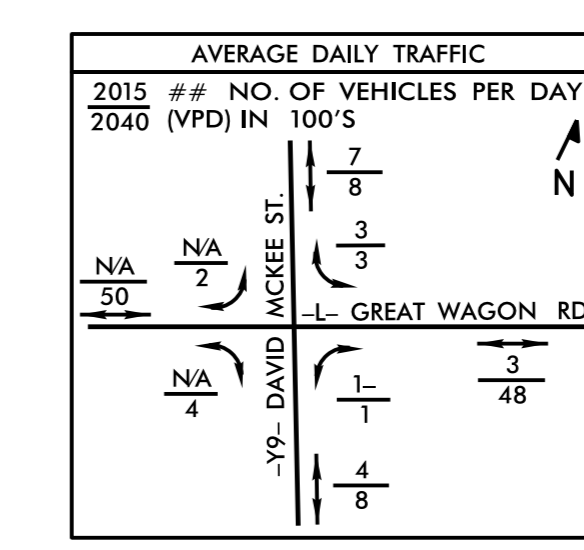 AVERAGE DAILY TRAFFIC
2015 ## NO. OF VEHICLES PER DAY
2040 (VPD) IN 100'S
7
8
N
MCKEE ST.
3
3
N/A
2
N/A
50
-L- GREAT WAGON RD
-Y9- DAVID
3
48
N/A
4
1-
1
4
8